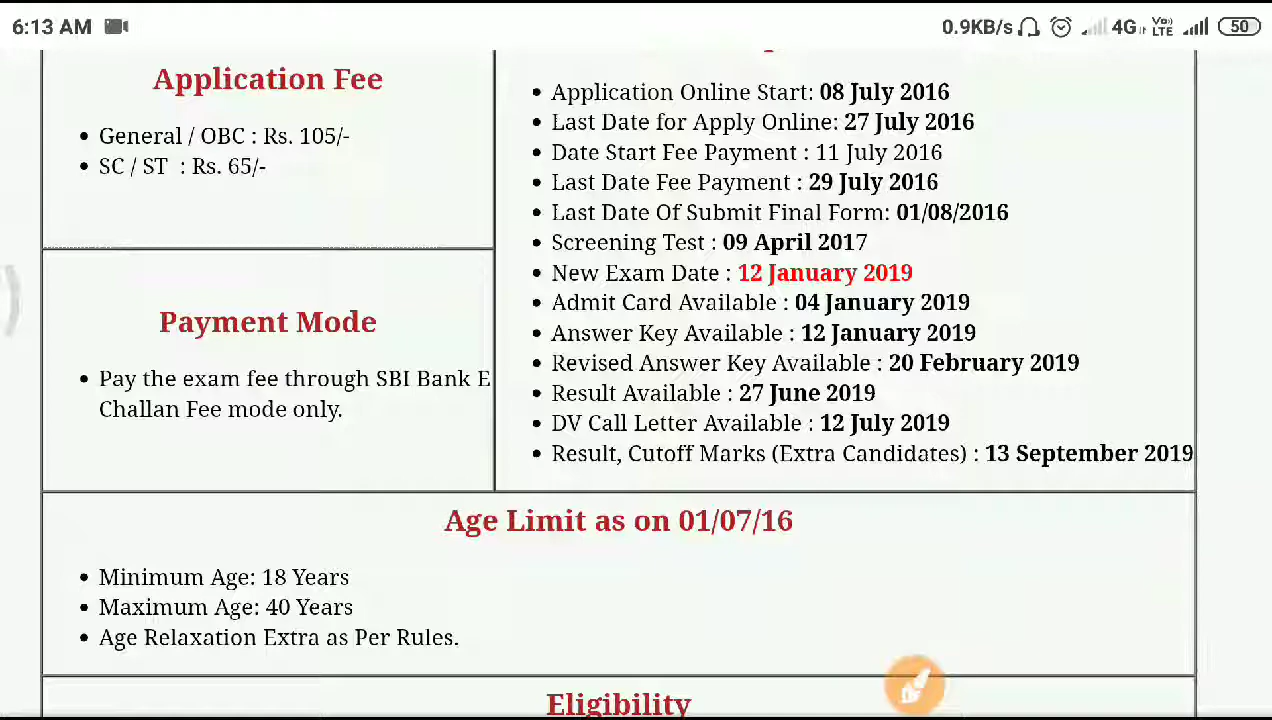 6:13 AM
0.9KB/s 4G Vo)) LTE 50
Application Fee
General / OBC : Rs. 105/-
SC / ST : Rs. 65/-
Application Online Start: 08 July 2016
Last Date for Apply Online: 27 July 2016
Date Start Fee Payment : 11 July 2016
Last Date Fee Payment : 29 July 2016
Last Date Of Submit Final Form: 01/08/2016
Screening Test : 09 April 2017
New Exam Date : 12 January 2019
Admit Card Available : 04 January 2019
Answer Key Available : 12 January 2019
Revised Answer Key Available : 20 February 2019
Result Available : 27 June 2019
DV Call Letter Available : 12 July 2019
Result, Cutoff Marks (Extra Candidates) : 13 September 2019
Payment Mode
Pay the exam fee through SBI Bank E
Challan Fee mode only.
Age Limit as on 01/07/16
Minimum Age: 18 Years
Maximum Age: 40 Years
Age Relaxation Extra as Per Rules.
Eligibility